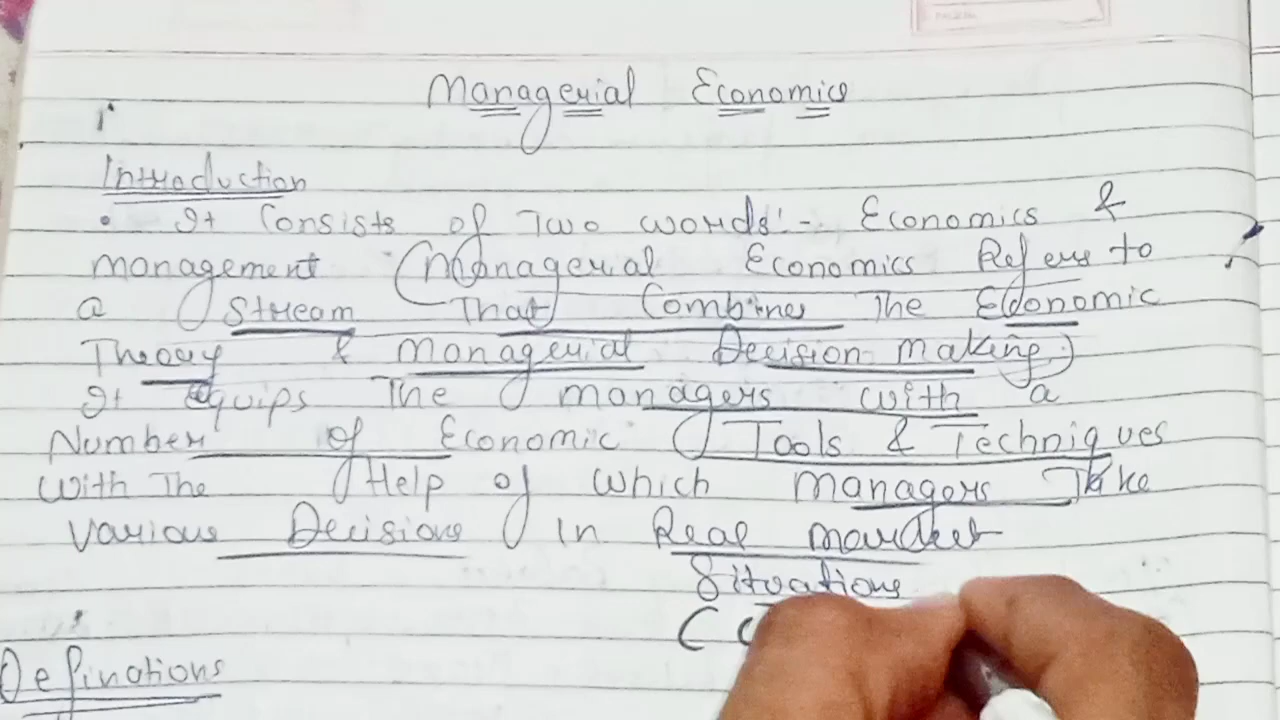 Managerial Economics
Introduction
• It Consists of Two words:- Economics &
management (Managerial Economics Refers to
a Stream That Combines The Economic
Theory & Managerial Decision making)
It Equips The managers with a
Number of Economic Tools & Techniques
With The Help of which managers Take
various Decisions In Real market
Situations
(C
Definations